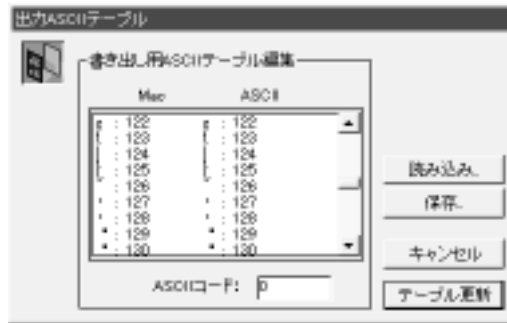 出力ASCIIテーブル
書き出し用ASCIIテーブル編集
Mac ASCII
: 122 : 122
: 123 : 123
: 124 : 124
: 125 : 125
: 126 : 126
: 127 : 127
: 128 : 128
: 129 : 129
: 130 : 130
ASCIIコード: 0
読み込み..
保存..
キャンセル
テーブル更新